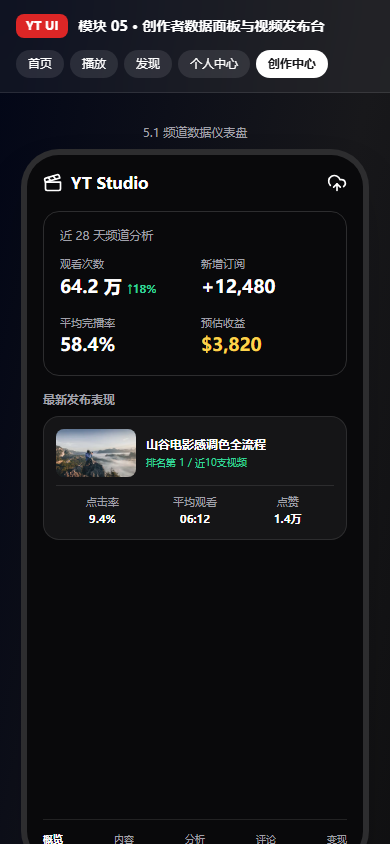 YT UI 模块 05 • 创作者数据面板与视频发布台
首页 播放 发现 个人中心 创作中心
5.1 频道数据仪表盘
YT Studio
近 28 天频道分析
观看次数 新增订阅
64.2 万 ↑18% +12,480
平均完播率 预估收益
58.4% $3,820
最新发布表现
山谷电影感调色全流程
排名第 1 / 近10支视频
点击率 平均观看 点赞
9.4% 06:12 1.4万
概览 内容 分析 评论 变现